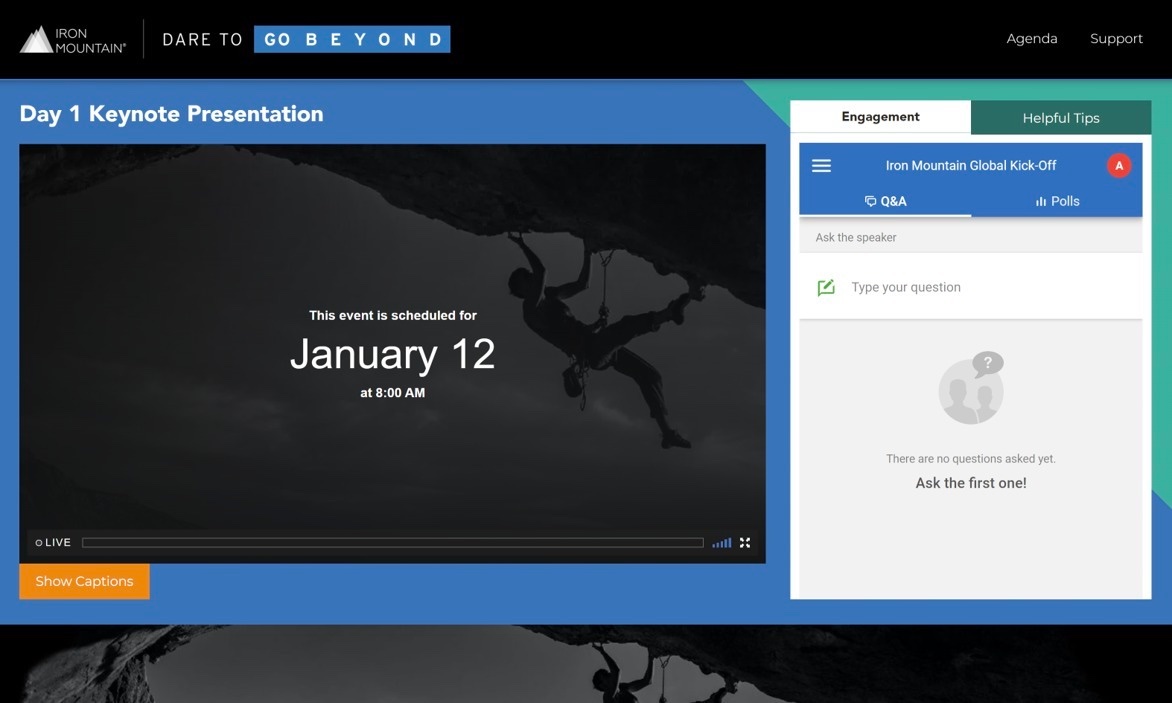 IRON
MOUNTAIN®
DARE TO GO BEYOND
Agenda
Support
Day 1 Keynote Presentation
This event is scheduled for
January 12
at 8:00 AM
LIVE
Show Captions
Engagement
Helpful Tips
Iron Mountain Global Kick-Off
A
Q&A
Polls
Ask the speaker
Type your question
?
There are no questions asked yet.
Ask the first one!